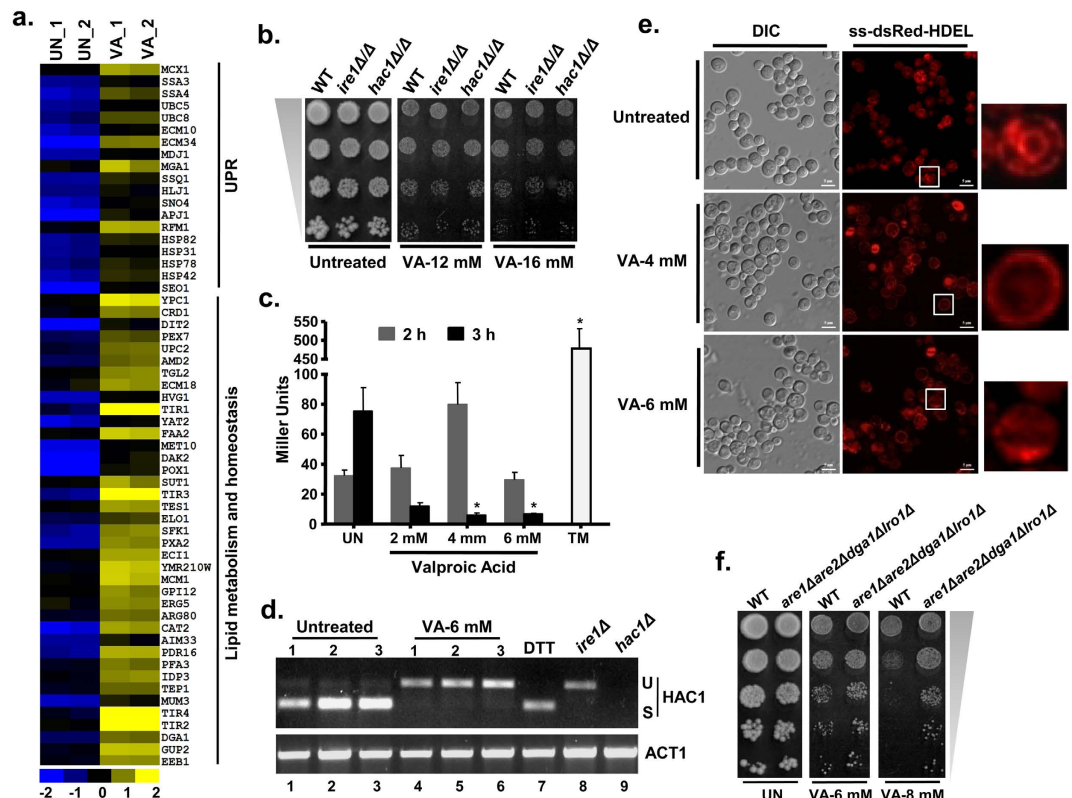 a.
UN_1
UN_2
VA_1
VA_2
MCX1
SSA3
SSA4
UBC5
UBC8
ECM10
ECM34
MDJ1
MGA1
SSQ1
HLJ1
SNO4
APJ1
RFM1
HSP82
HSP31
HSP78
HSP42
SEO1
UPR
YPC1
CRD1
DIT2
PEX7
UPC2
AMD2
TGL2
ECM18
HVG1
TIR1
YAT2
FAA2
MET10
DAK2
POX1
SUT1
TIR3
TES1
ELO1
SFK1
PXA2
ECI1
YMR210W
MCM1
GPI12
ERG5
ARG80
CAT2
AIM33
PDR16
PFA3
IDP3
TEP1
MUM3
TIR4
TIR2
DGA1
GUP2
EEB1
Lipid metabolism and homeostasis
-2 -1 0 1 2
b.
WT ire1Δ/Δ hac1Δ/Δ WT ire1Δ/Δ hac1Δ/Δ WT ire1Δ/Δ hac1Δ/Δ
Untreated VA-12 mM VA-16 mM
c.
Miller Units
550
500
450
100
80
60
40
20
0
2 h 3 h
*
* *
UN 2 mM 4 mm 6 mM TM
Valproic Acid
d.
Untreated VA-6 mM
1 2 3 1 2 3 DTT ire1Δ hac1Δ
U
S
HAC1
ACT1
1 2 3 4 5 6 7 8 9
e.
DIC ss-dsRed-HDEL
Untreated
VA-4 mM
VA-6 mM
f.
WT are1Δare2Δdga1Δlro1Δ WT are1Δare2Δdga1Δlro1Δ WT are1Δare2Δdga1Δlro1Δ
UN VA-6 mM VA-8 mM